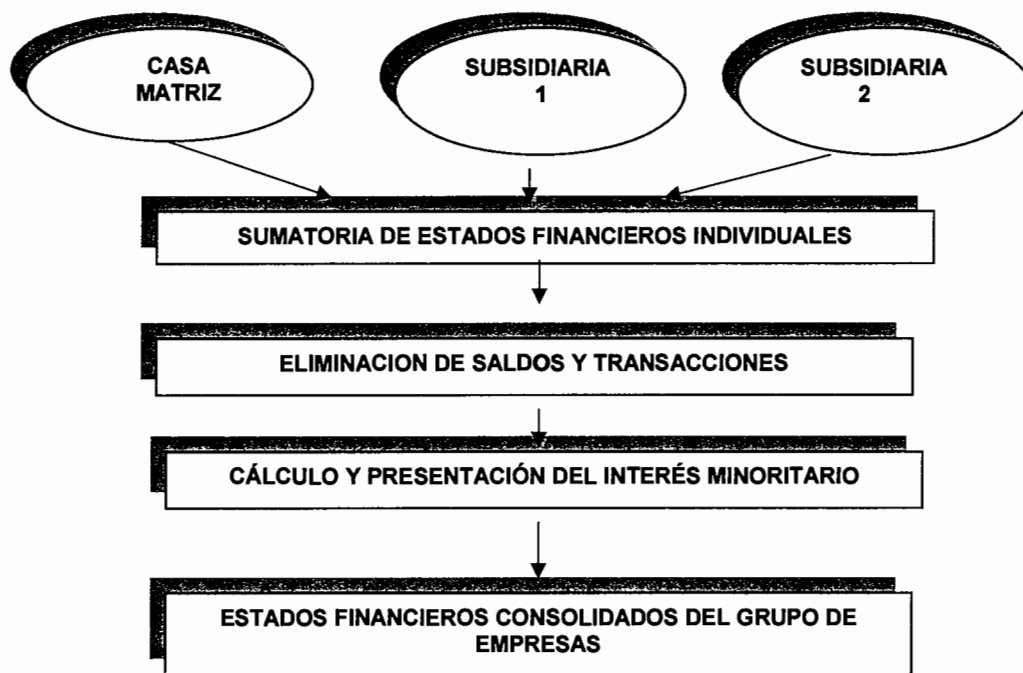 CASA
MATRIZ
SUBSIDIARIA
1
SUBSIDIARIA
2
SUMATORIA DE ESTADOS FINANCIEROS INDIVIDUALES
ELIMINACION DE SALDOS Y TRANSACCIONES
CÁLCULO Y PRESENTACIÓN DEL INTERÉS MINORITARIO
ESTADOS FINANCIEROS CONSOLIDADOS DEL GRUPO DE
EMPRESAS